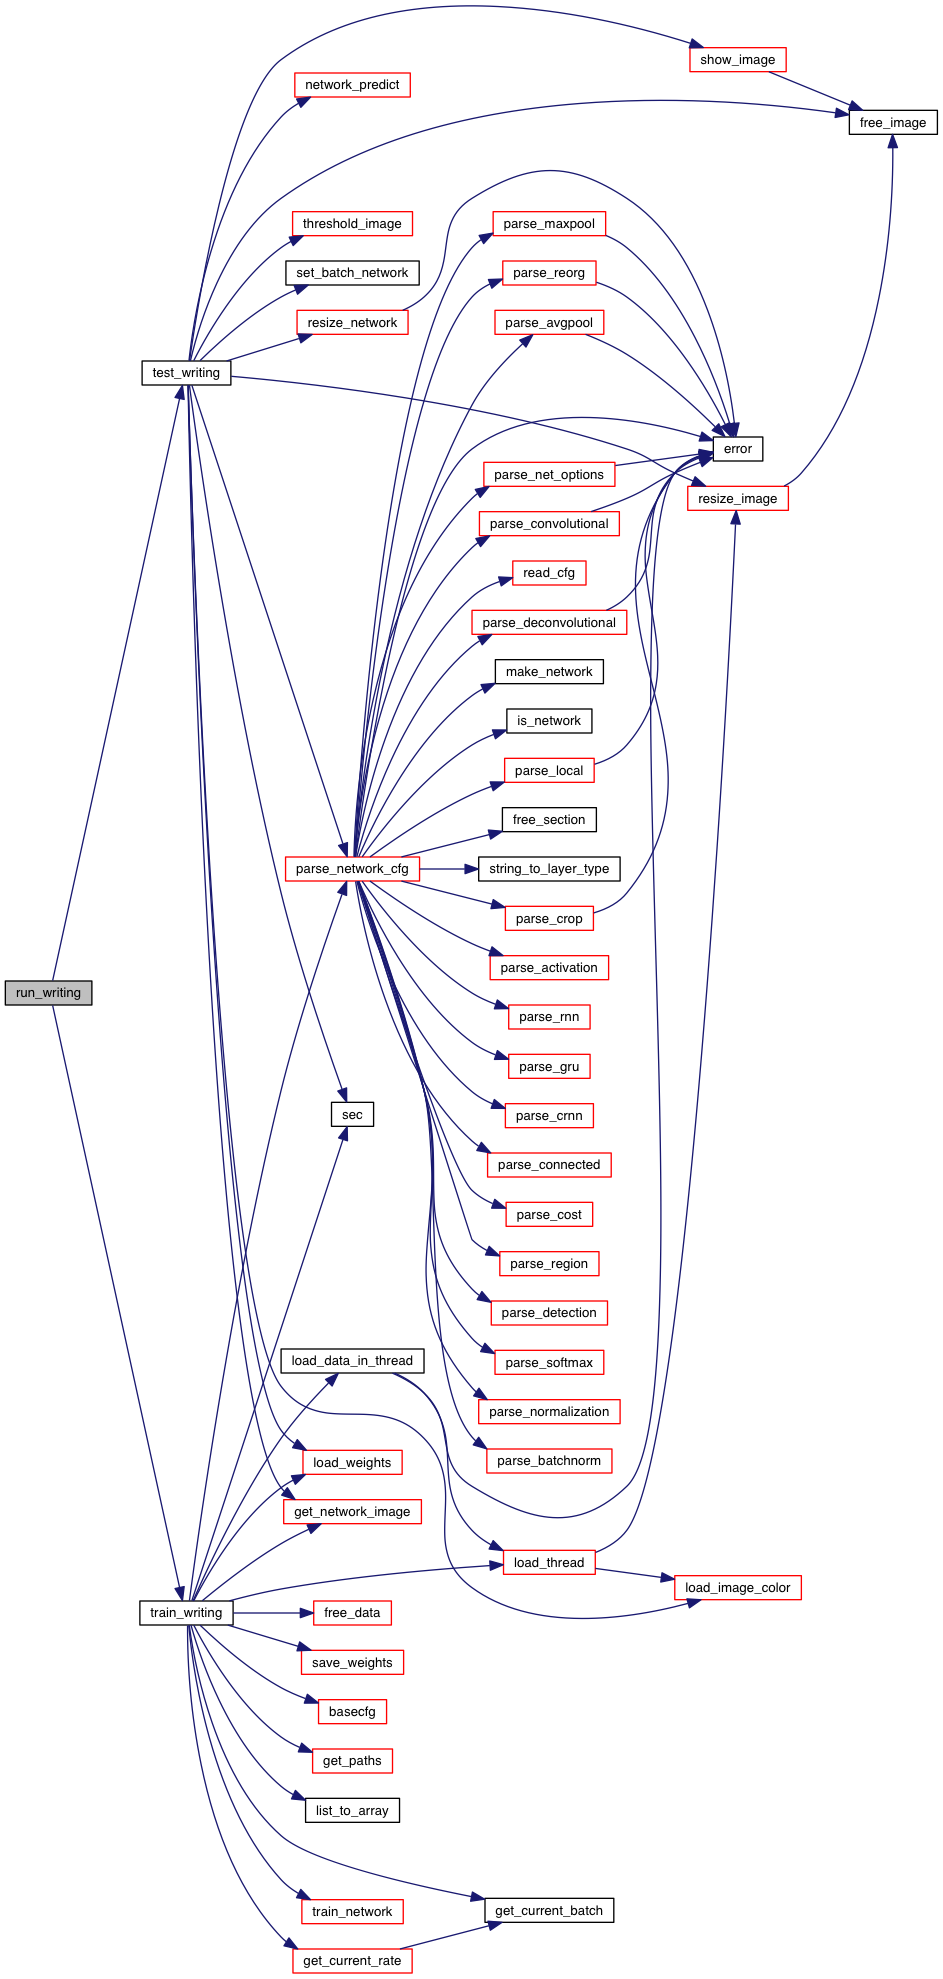 show_image
network_predict
free_image
threshold_image
parse_maxpool
set_batch_network
parse_reorg
resize_network
parse_avgpool
test_writing
error
parse_net_options
resize_image
parse_convolutional
read_cfg
parse_deconvolutional
make_network
is_network
parse_local
free_section
parse_network_cfg
string_to_layer_type
parse_crop
parse_activation
run_writing
parse_rnn
parse_gru
sec
parse_crnn
parse_connected
parse_cost
parse_region
parse_detection
load_data_in_thread
parse_softmax
parse_normalization
load_weights
parse_batchnorm
get_network_image
load_thread
load_image_color
train_writing
free_data
save_weights
basecfg
get_paths
list_to_array
train_network
get_current_batch
get_current_rate